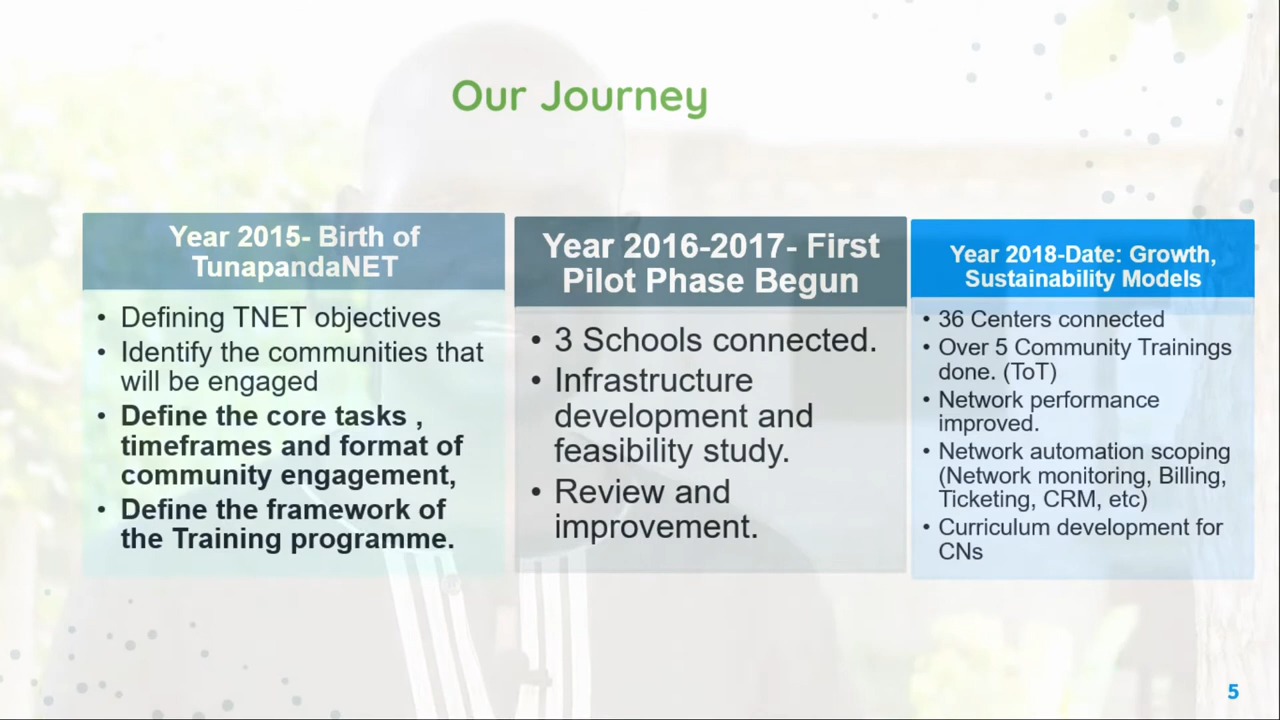 Our Journey
Year 2015- Birth of
TunapandaNET
• Defining TNET objectives
• Identify the communities that
will be engaged
• Define the core tasks ,
timeframes and format of
community engagement,
• Define the framework of
the Training programme.
Year 2016-2017- First
Pilot Phase Begun
• 3 Schools connected.
• Infrastructure
development and
feasibility study.
• Review and
improvement.
Year 2018-Date: Growth,
Sustainability Models
• 36 Centers connected
• Over 5 Community Trainings
done. (ToT)
• Network performance
improved.
• Network automation scoping
(Network monitoring, Billing,
Ticketing, CRM, etc)
• Curriculum development for
CNs
5